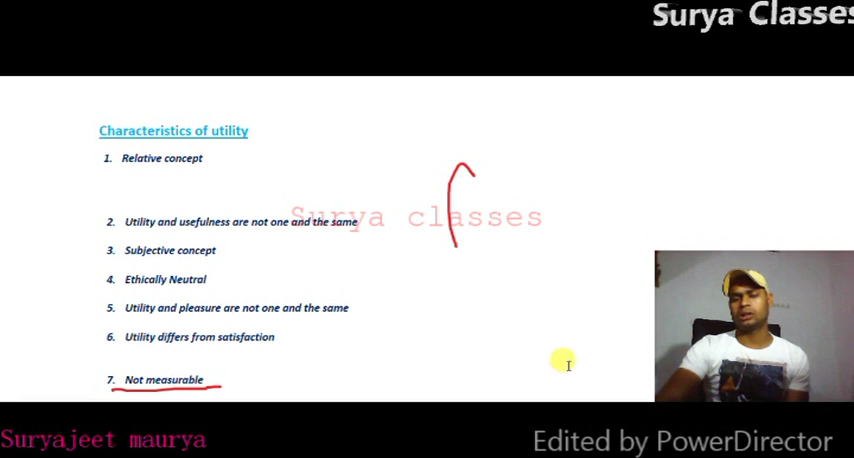 Surya Classes
Characteristics of utility
1. Relative concept
Surya classes
2. Utility and usefulness are not one and the same
3. Subjective concept
4. Ethically Neutral
5. Utility and pleasure are not one and the same
6. Utility differs from satisfaction
7. Not measurable
Suryajeet maurya
Edited by PowerDirector